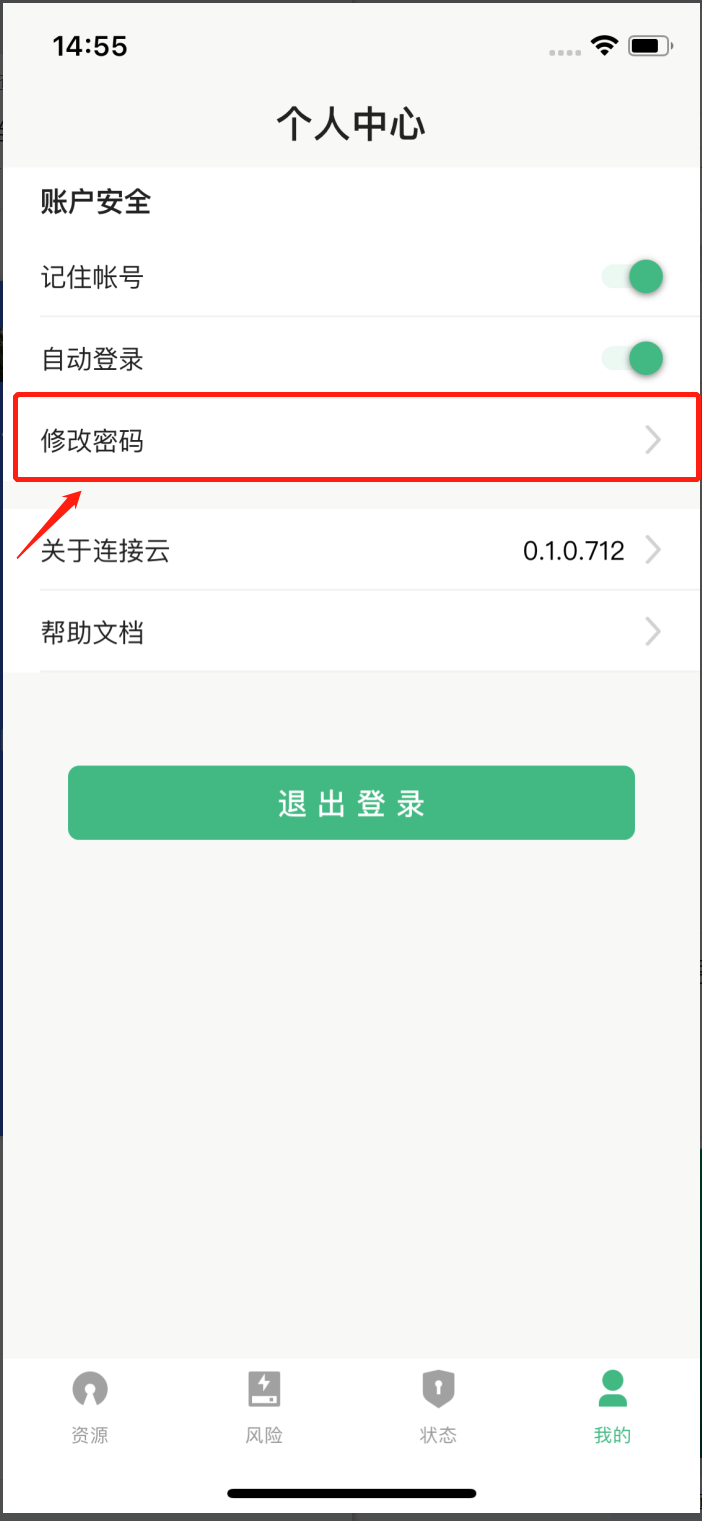 14:55
个人中心
账户安全
记住帐号
自动登录
修改密码
关于连接云 0.1.0.712
帮助文档
退出登录
资源 风险 状态 我的